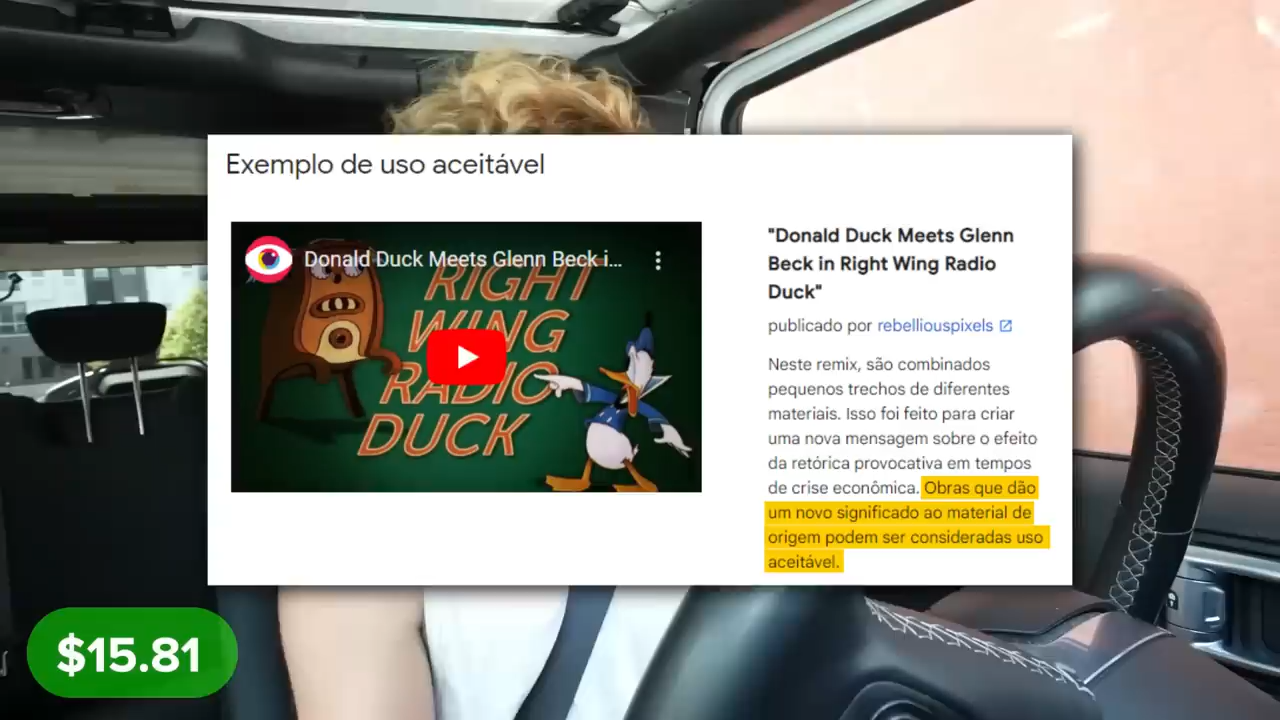 Exemplo de uso aceitável
Donald Duck Meets Glenn Beck i...
RIGHT
WING
RADIO
DUCK
"Donald Duck Meets Glenn
Beck in Right Wing Radio
Duck"
publicado por rebelliouspixels
Neste remix, são combinados
pequenos trechos de diferentes
materiais. Isso foi feito para criar
uma nova mensagem sobre o efeito
da retórica provocativa em tempos
de crise econômica. Obras que dão
um novo significado ao material de
origem podem ser consideradas uso
aceitável.
$15.81